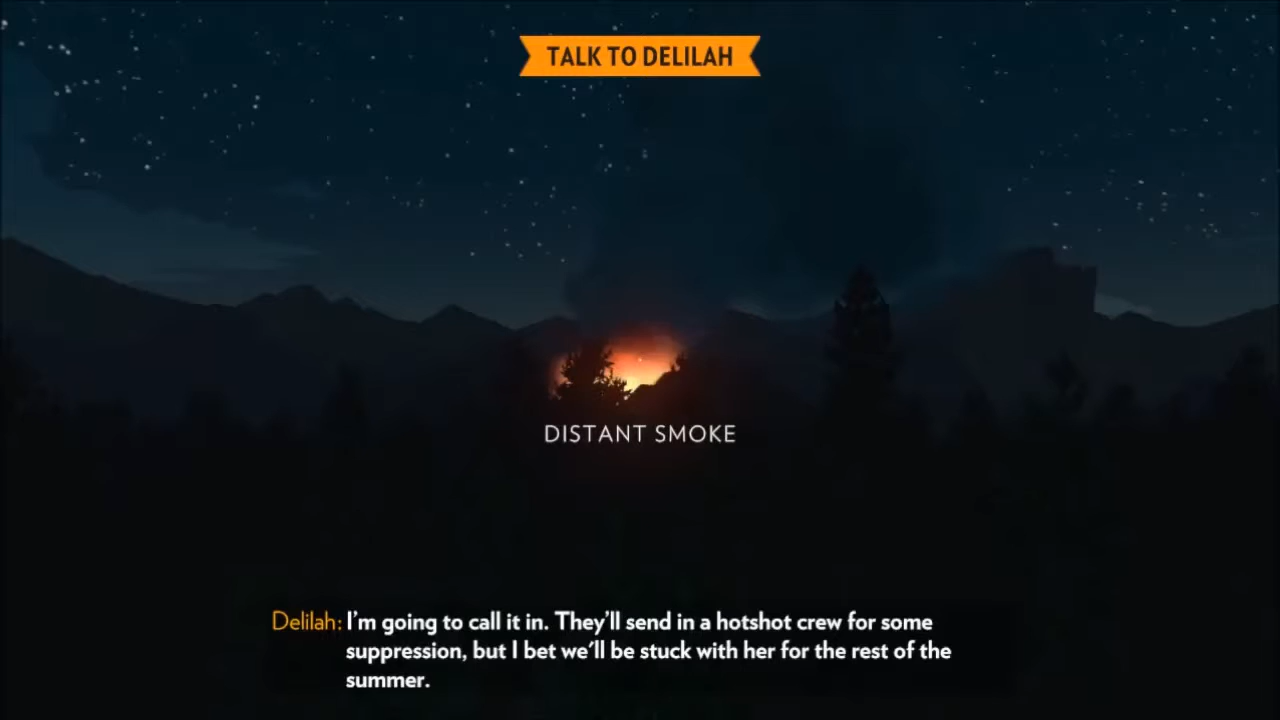 TALK TO DELILAH
DISTANT SMOKE
Delilah: I'm going to call it in. They'll send in a hotshot crew for some
suppression, but I bet we'll be stuck with her for the rest of the
summer.